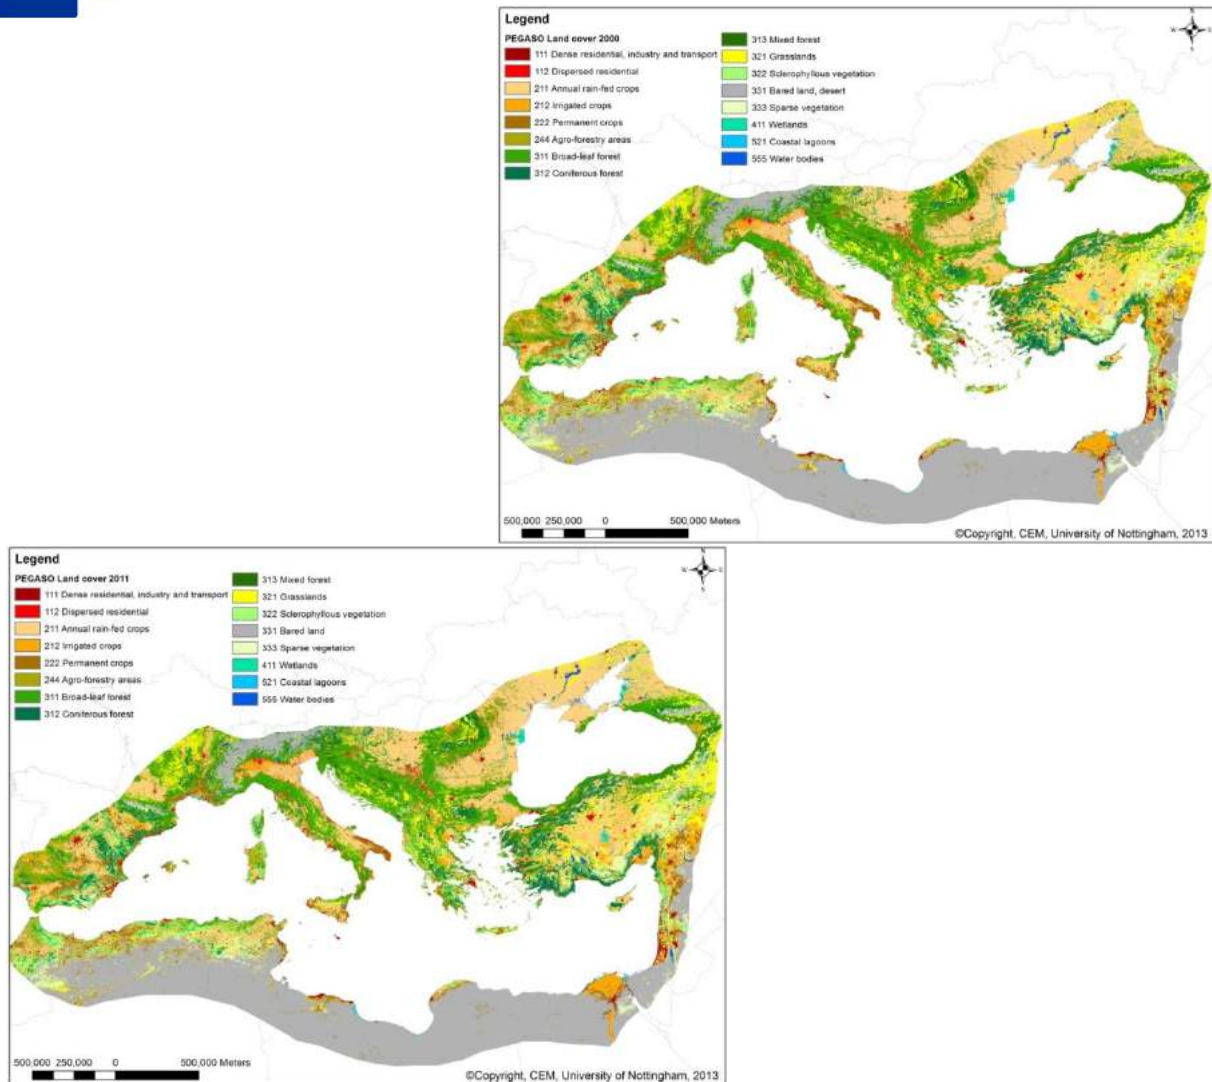 Legend
PEGASO Land cover 2000
111 Dense residential, industry and transport
112 Dispersed residential
211 Annual rain-fed crops
212 Irrigated crops
222 Permanent crops
244 Agro-forestry areas
311 Broad-leaf forest
312 Coniferous forest
313 Mixed forest
321 Grasslands
322 Sclerophyllous vegetation
331 Bared land, desert
333 Sparse vegetation
411 Wetlands
521 Coastal lagoons
555 Water bodies
N
W E
S
500,000 250,000 0 500,000 Meters
©Copyright, CEM, University of Nottingham, 2013
Legend
PEGASO Land cover 2011
111 Dense residential, industry and transport
112 Dispersed residential
211 Annual rain-fed crops
212 Irrigated crops
222 Permanent crops
244 Agro-forestry areas
311 Broad-leaf forest
312 Coniferous forest
313 Mixed forest
321 Grasslands
322 Sclerophyllous vegetation
331 Bared land
333 Sparse vegetation
411 Wetlands
521 Coastal lagoons
555 Water bodies
N
W E
S
500,000 250,000 0 500,000 Meters
©Copyright, CEM, University of Nottingham, 2013